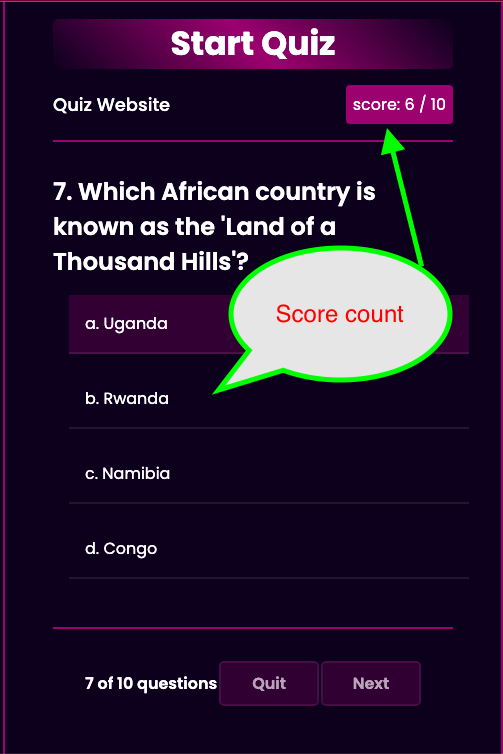 Start Quiz
Quiz Website
score: 6 / 10
7. Which African country is
known as the 'Land of a
Thousand Hills'?
Score count
a. Uganda
b. Rwanda
c. Namibia
d. Congo
7 of 10 questions
Quit
Next